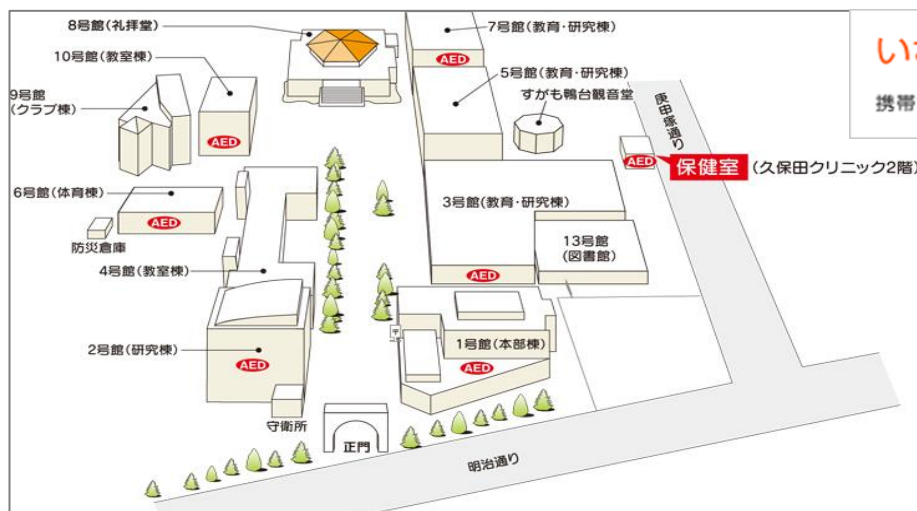 8号館(礼拝堂)
7号館(教育・研究棟)
AED
10号館(教室棟)
5号館(教育・研究棟)
すがも鴨台観音堂
9号館
(クラブ棟)
AED
庚申塚通り
AED
保健室
(久保田クリニック2階)
携帯
6号館(体育棟)
AED
防災倉庫
3号館(教育・研究棟)
13号館
(図書館)
AED
4号館(教室棟)
2号館(研究棟)
AED
〒
1号館(本部棟)
AED
守衛所
正門
明治通り